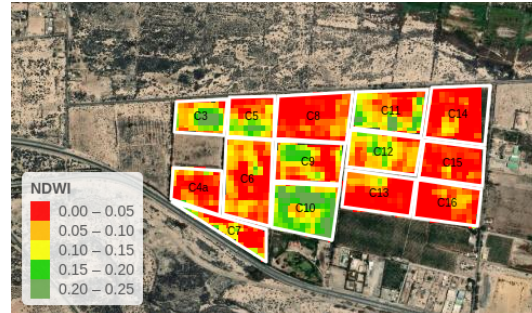 C3
C5
C8
C11
C14
C6
C9
C12
C15
C4a
C10
C13
C16
C7
NDWI
0.00 – 0.05
0.05 – 0.10
0.10 – 0.15
0.15 – 0.20
0.20 – 0.25